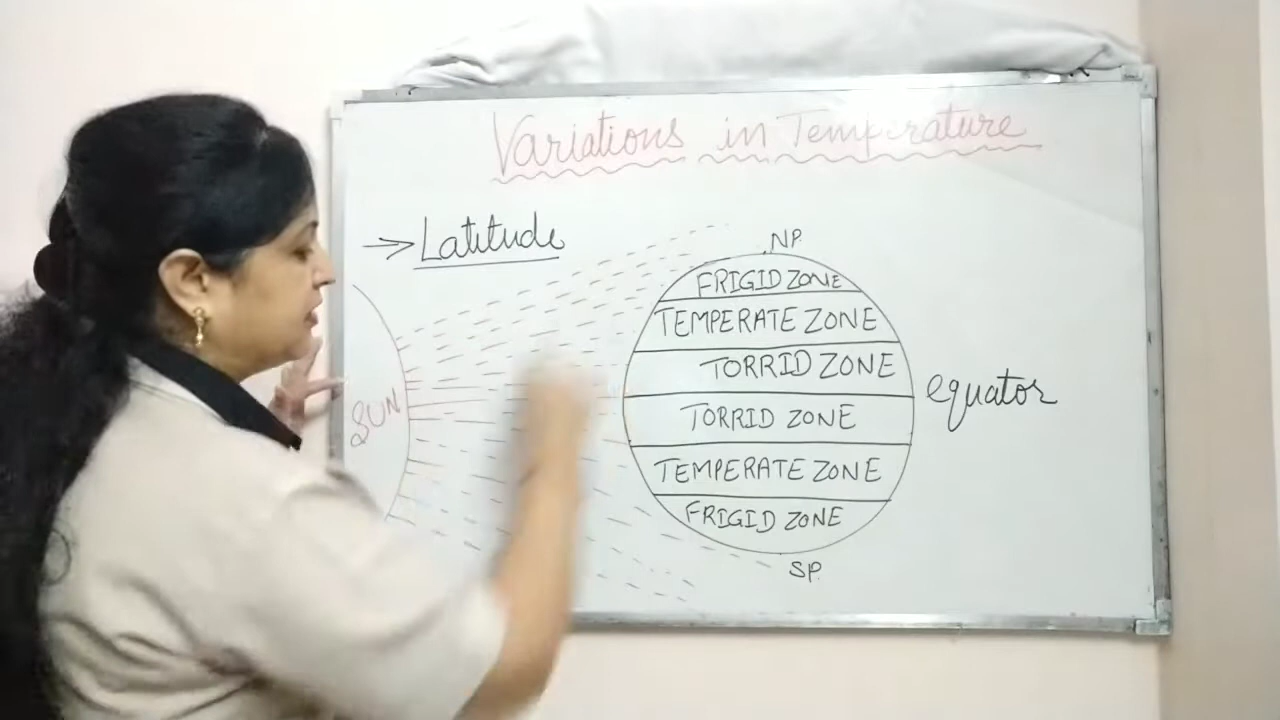 Variations in Temperature
→ Latitude
NP.
FRIGID ZONE
TEMPERATE ZONE
TORRID ZONE
equator
SUN
TORRID ZONE
TEMPERATE ZONE
FRIGID ZONE
SP.